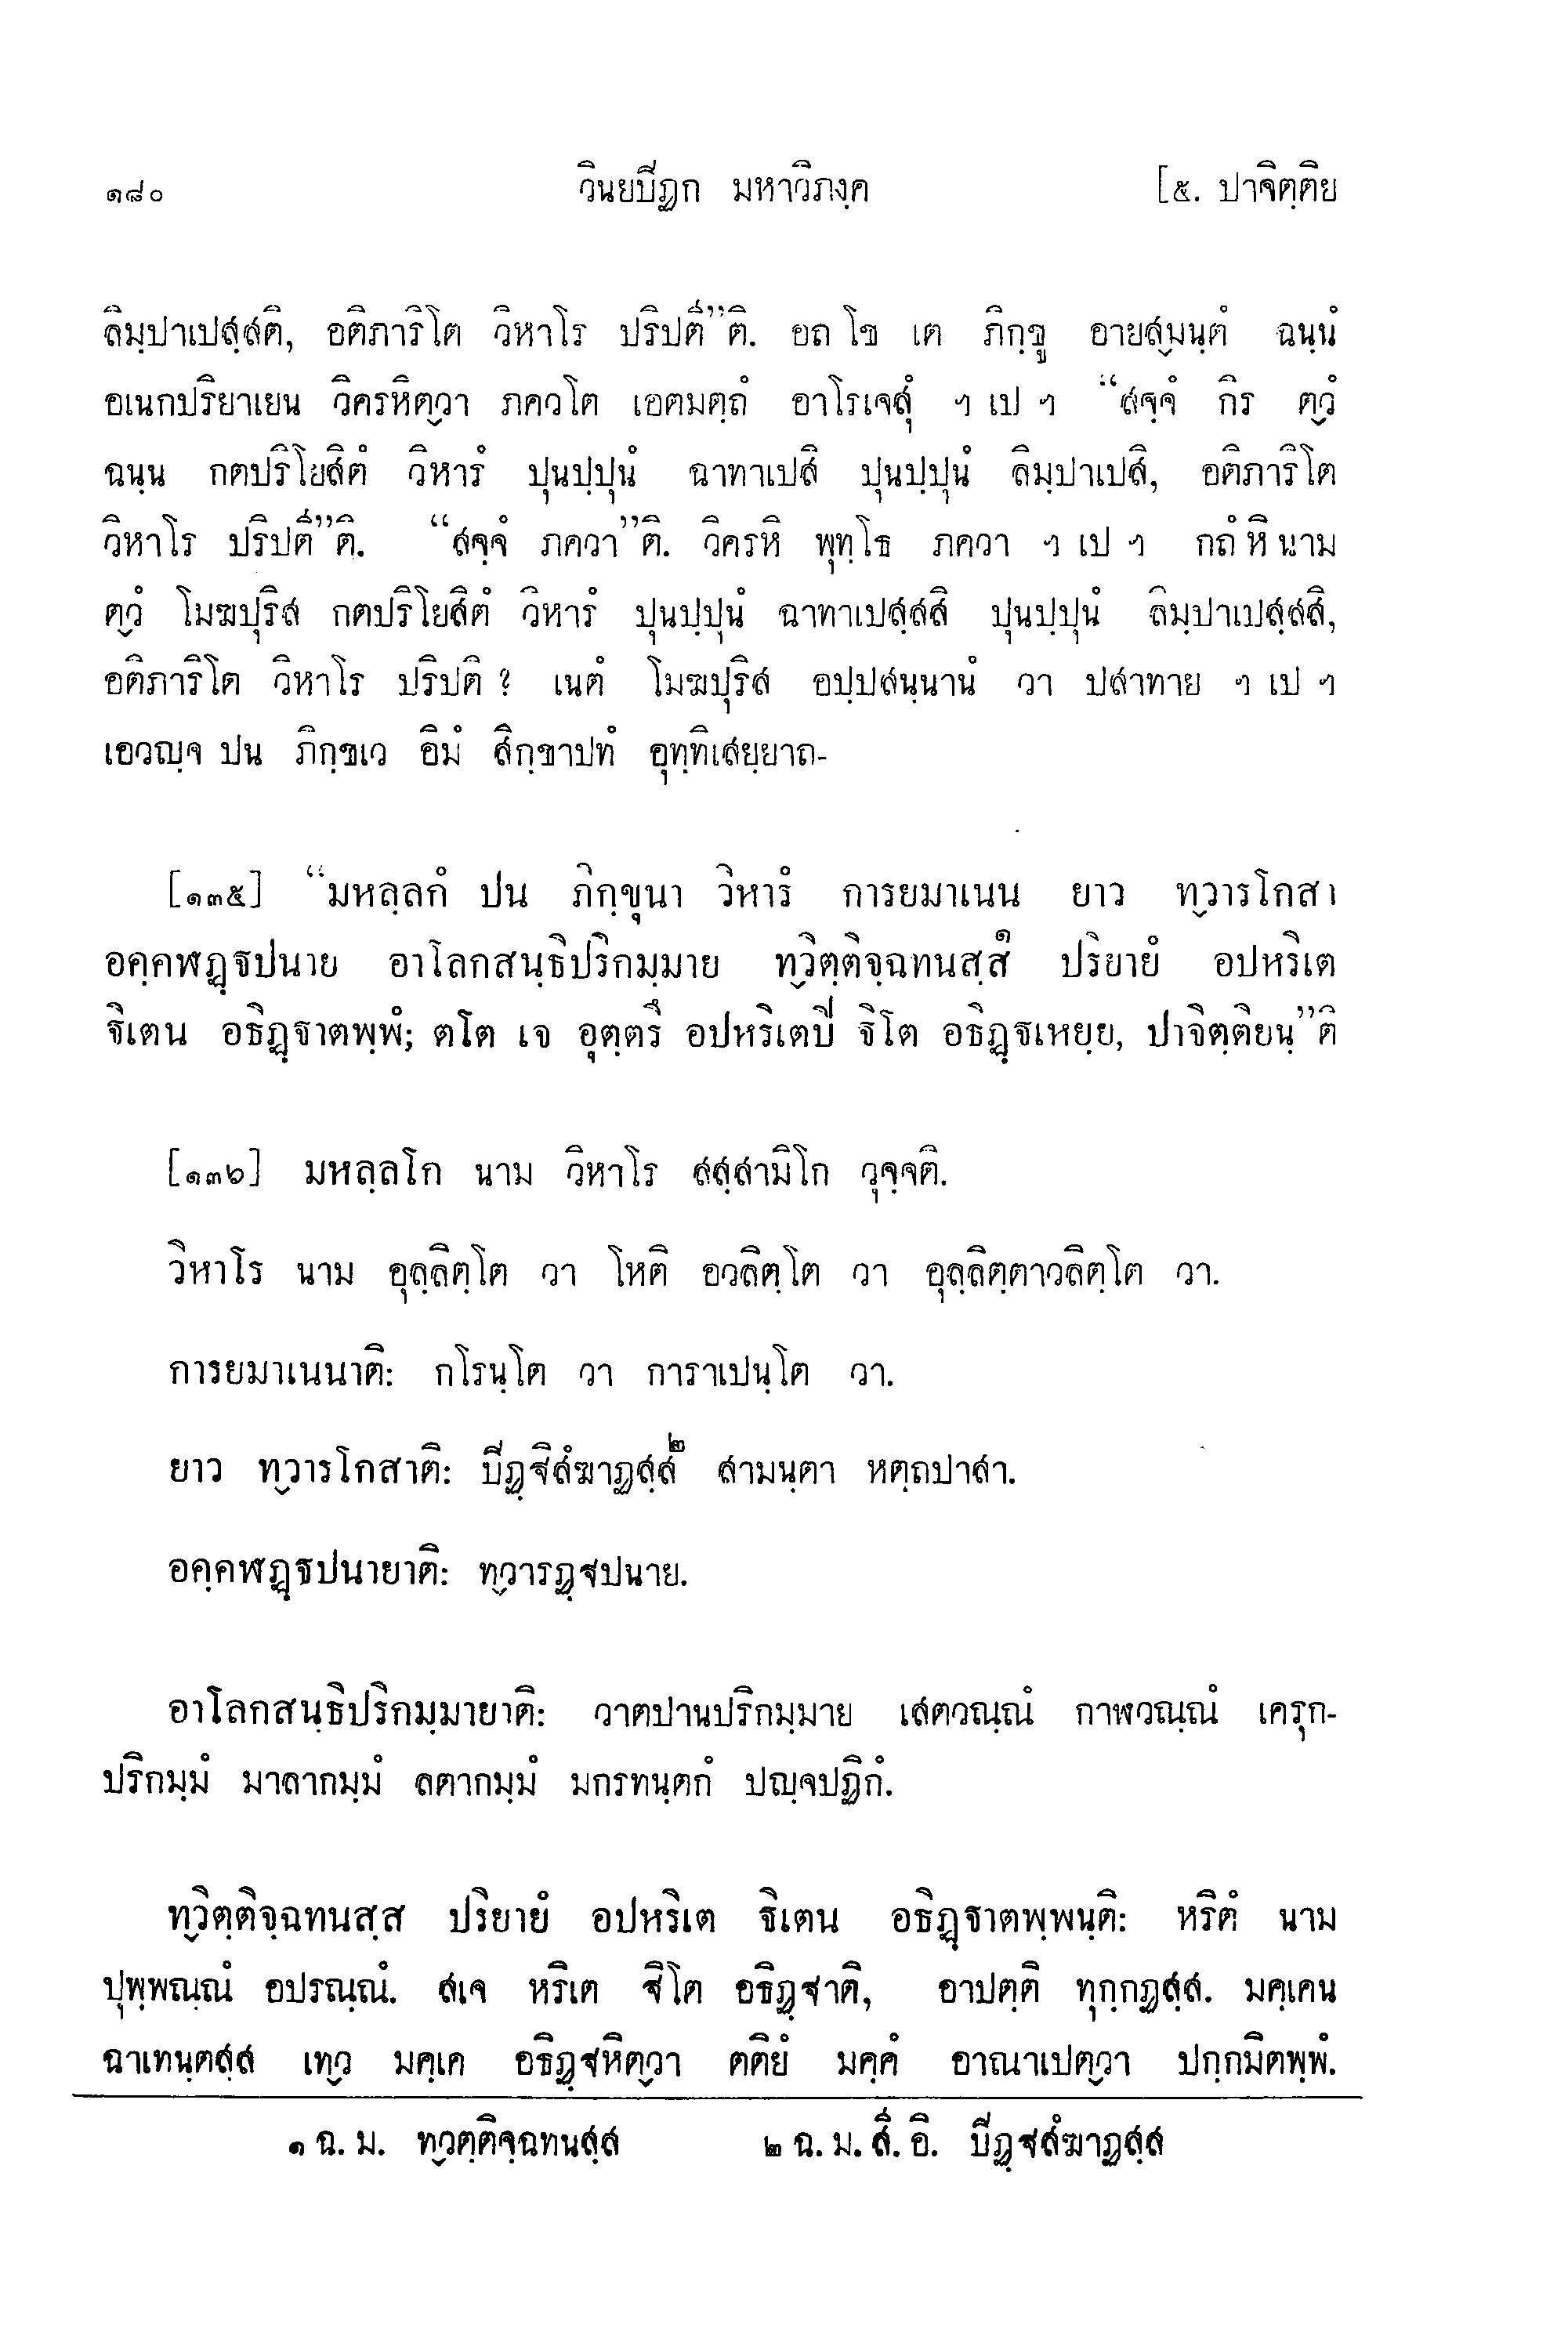 ๑๘๐ วินยปิฏก มหาวิภงฺค [๕. ปาจิตฺติย
ลิมฺปาเปสฺสติ, อติภาริโต วิหาโร ปริปตี”ติ. อถ โข เต ภิกฺขู อายสฺมนฺตํ ฉนฺนํ
อเนกปริยาเยน วิครหิตฺวา ภควโต เอตมตฺถํ อาโรเจสุํ ฯ เป ฯ “สจฺจํ กิร ตฺวํ
ฉนฺน กตปริโยสิตํ วิหารํ ปุนปฺปุนํ ฉาทาเปสิ ปุนปฺปุนํ ลิมฺปาเปสิ, อติภาริโต
วิหาโร ปริปตี”ติ. “สจฺจํ ภควา”ติ. วิครหิ พุทฺโธ ภควา ฯ เป ฯ กถํ หิ นาม
ตฺวํ โมฆปุริส กตปริโยสิตํ วิหารํ ปุนปฺปุนํ ฉาทาเปสฺสสิ ปุนปฺปุนํ ลิมฺปาเปสฺสสิ,
อติภาริโต วิหาโร ปริปติ ? เนตํ โมฆปุริส อปฺปสนฺนานํ วา ปสาทาย ฯ เป ฯ
เอวญฺจ ปน ภิกฺขเว อิมํ สิกฺขาปทํ อุทฺทิเสยฺยาถ-
[๑๓๕] “มหลฺลกํ ปน ภิกฺขุนา วิหารํ การยมาเนน ยาว ทฺวารโกสา
อคฺคฬฏฺฐปนาย อาโลกสนฺธิปริกมฺมาย ทฺวิตฺติจฺฉทนสฺส๑ ปริยายํ อปหริเต
ฐิเตน อธิฏฺฐาตพฺพํ; ตโต เจ อุตฺตรึ อปหริเตปิ ฐิโต อธิฏฺฐเหยฺย, ปาจิตฺติยนฺ”ติ
[๑๓๖] มหลฺลโก นาม วิหาโร สสฺสามิโก วุจฺจติ.
วิหาโร นาม อุลฺลิตฺโต วา โหติ อวลิตฺโต วา อุลฺลิตฺตาวลิตฺโต วา.
การยมาเนนาติ: กโรนฺโต วา การาเปนฺโต วา.
ยาว ทฺวารโกสาติ: ปิฏฺฐิสํฆาฏสฺส๒ สามนฺตา หตฺถปาสา.
อคฺคฬฏฺฐปนายาติ: ทฺวารฏฺฐปนาย.
อาโลกสนฺธิปริกมฺมายาติ: วาตปานปริกมฺมาย เสตวณฺณํ กาฬวณฺณํ เครุก-
ปริกมฺมํ มาลากมฺมํ ลตากมฺมํ มกรทนฺตกํ ปญฺจปฏิกํ.
ทฺวิตฺติจฺฉทนสฺส ปริยายํ อปหริเต ฐิเตน อธิฏฺฐาตพฺพนฺติ: หริตํ นาม
ปุพฺพณฺณํ อปรณฺณํ. สเจ หริเต ฐิโต อธิฏฺฐาติ, อาปตฺติ ทุกฺกฏสฺส. มคฺเคน
ฉาเทนฺตสฺส เทฺว มคฺเค อธิฏฺฐหิตฺวา ตติยํ มคฺคํ อาณาเปตฺวา ปกฺกมิตพฺพํ.
๑ ฉ. ม. ทฺวตฺติจฺฉทนสฺส ๒ ฉ. ม. สี. อิ. ปิฏฺฐสํฆาฏสฺส